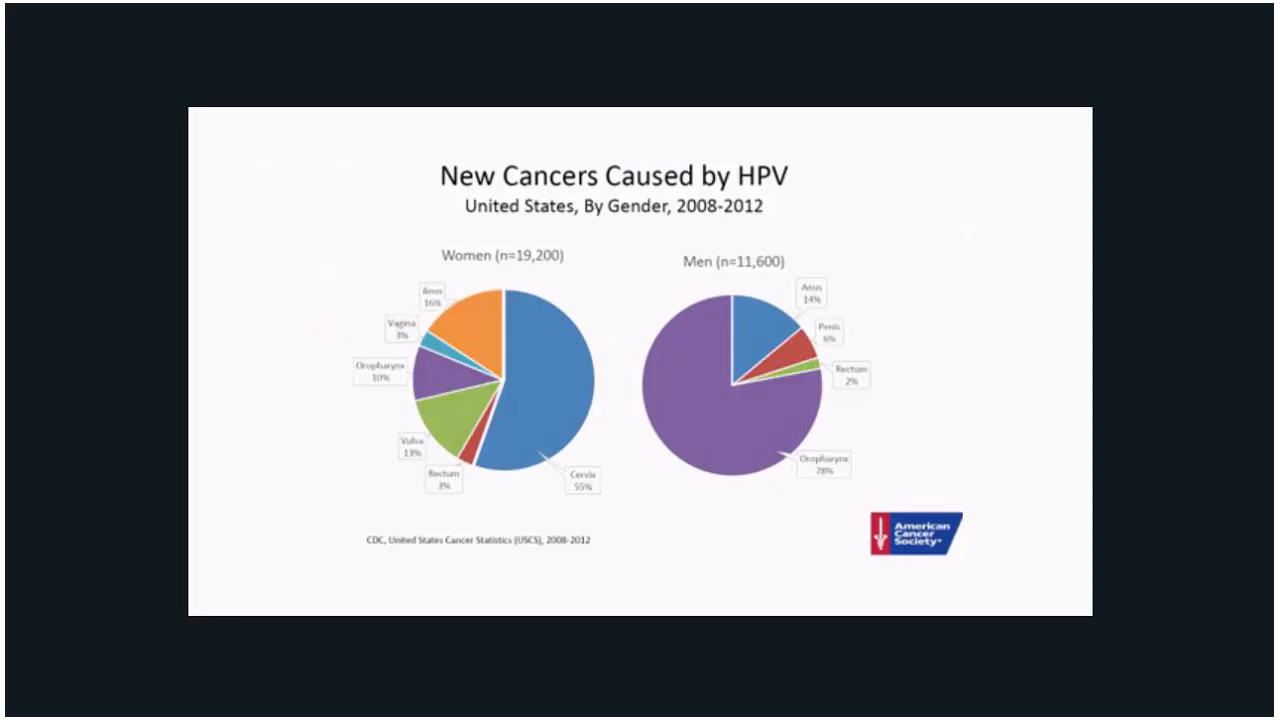 New Cancers Caused by HPV
United States, By Gender, 2008-2012
Women (n=19,200)
Anus
16%
Vagina
3%
Oropharynx
10%
Vulva
13%
Rectum
3%
Cervix
55%
Men (n=11,600)
Anus
14%
Penis
6%
Rectum
2%
Oropharynx
78%
CDC, United States Cancer Statistics (USCS), 2008-2012
American
Cancer
Society